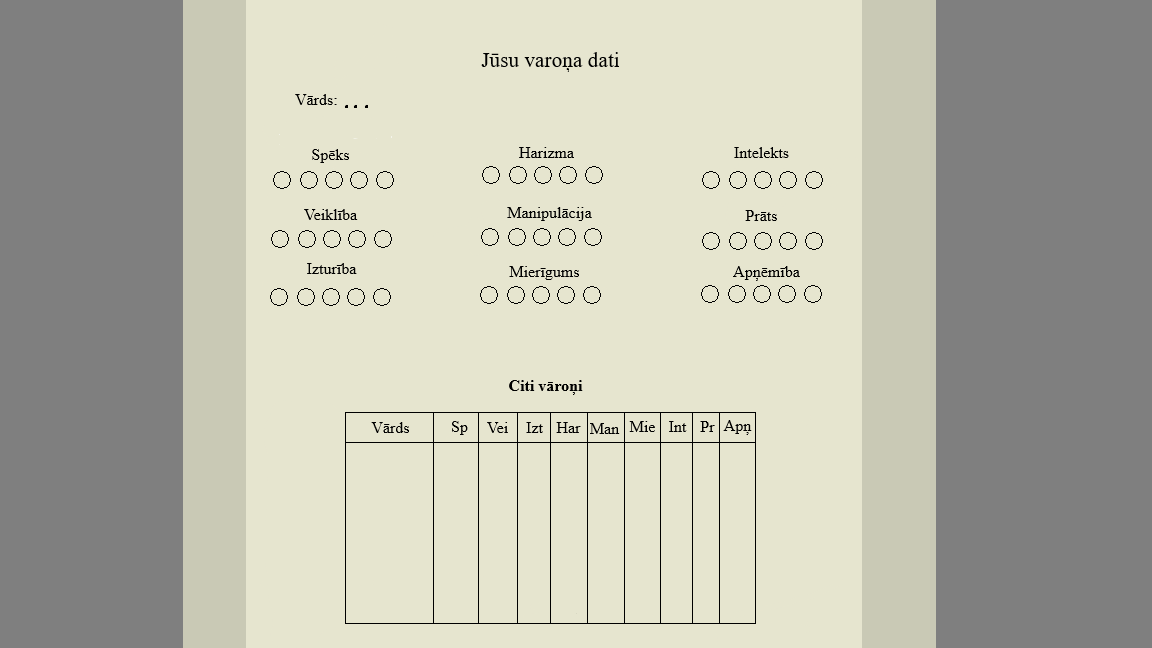 Jūsu varoņa dati
Vārds: ...
Spēks Harizma Intelekts
Veiklība Manipulācija Prāts
Izturība Mierīgums Apņēmība
Citi vāroņi
Vārds Sp Vei Izt Har Man Mie Int Pr Apņ